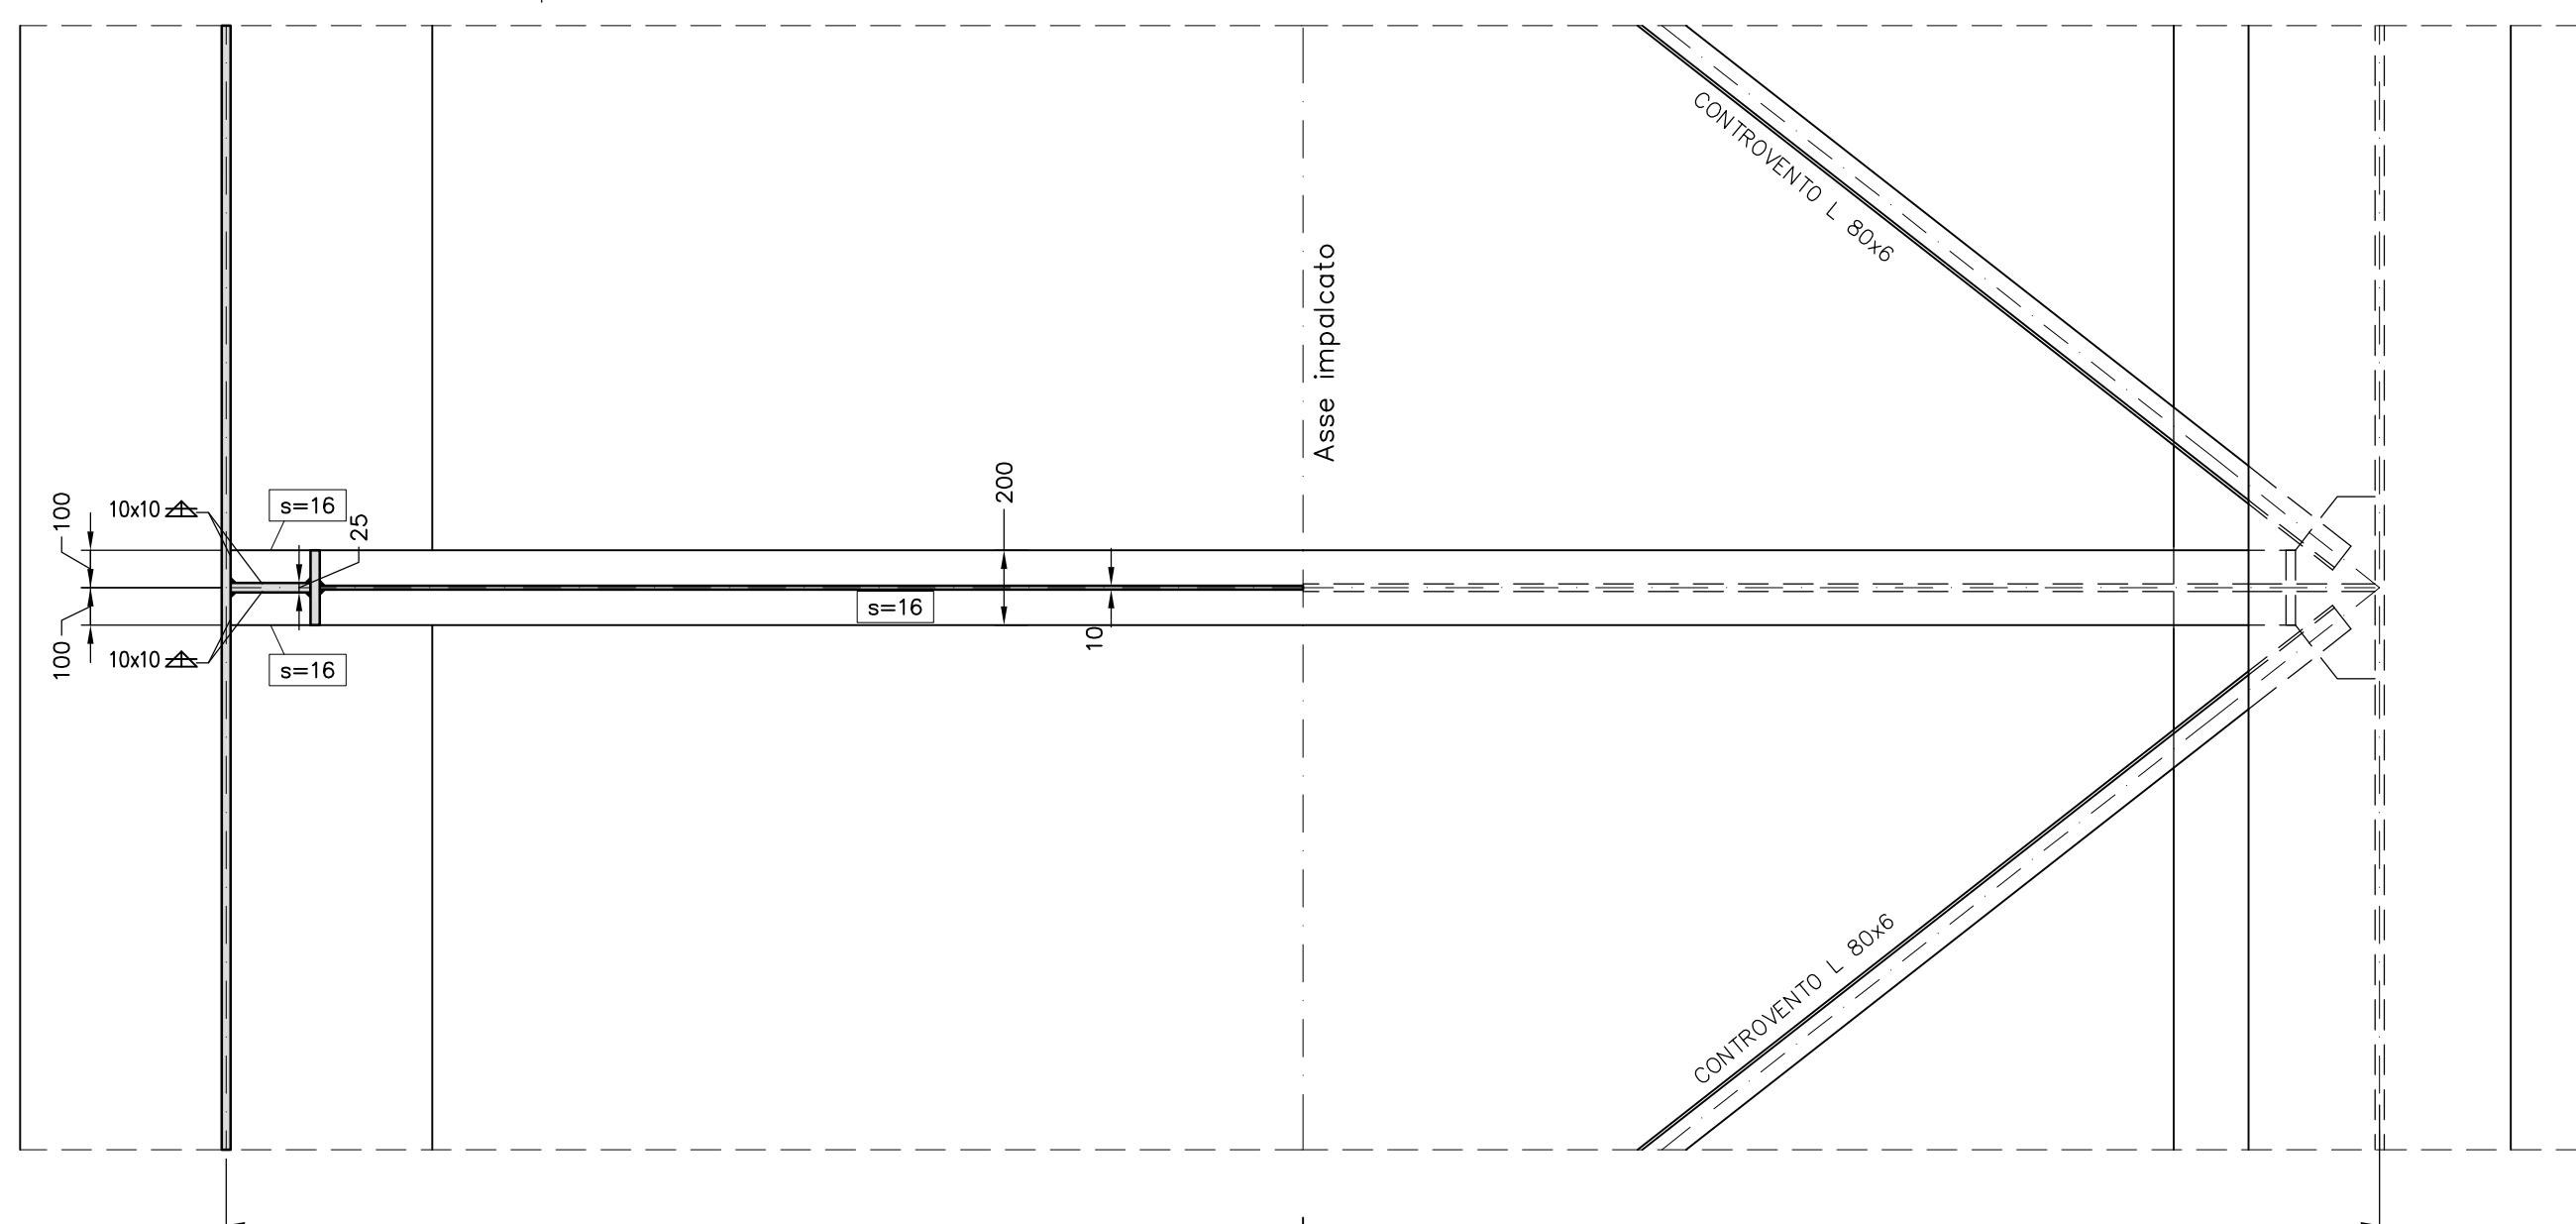 CONTROVENTO L 80x6
Asse impalcato
200
100
10x10
s=16
25
s=16
10
100
10x10
s=16
CONTROVENTO L 80x6